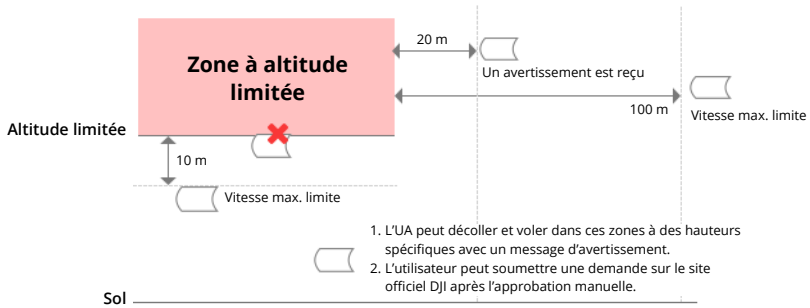 20 m
Zone à altitude
limitée
Un avertissement est reçu
100 m
Vitesse max. limite
Altitude limitée
10 m
Vitesse max. limite
1. L’UA peut décoller et voler dans ces zones à des hauteurs
spécifiques avec un message d’avertissement.
2. L’utilisateur peut soumettre une demande sur le site
officiel DJI après l’approbation manuelle.
Sol